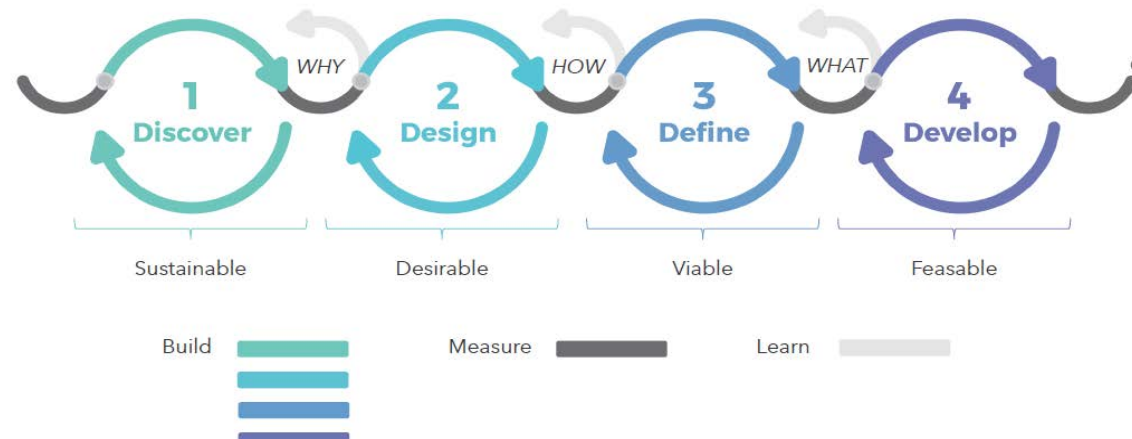 WHY
HOW
WHAT
1
Discover
2
Design
3
Define
4
Develop
Sustainable
Desirable
Viable
Feasable
Build
Measure
Learn